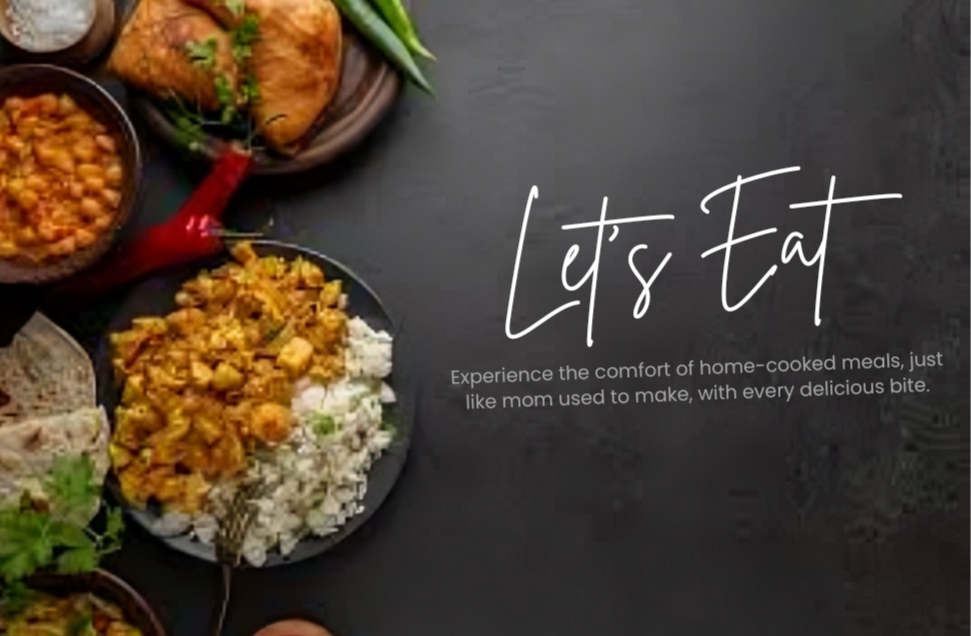 Let's Eat
Experience the comfort of home-cooked meals, just
like mom used to make, with every delicious bite.